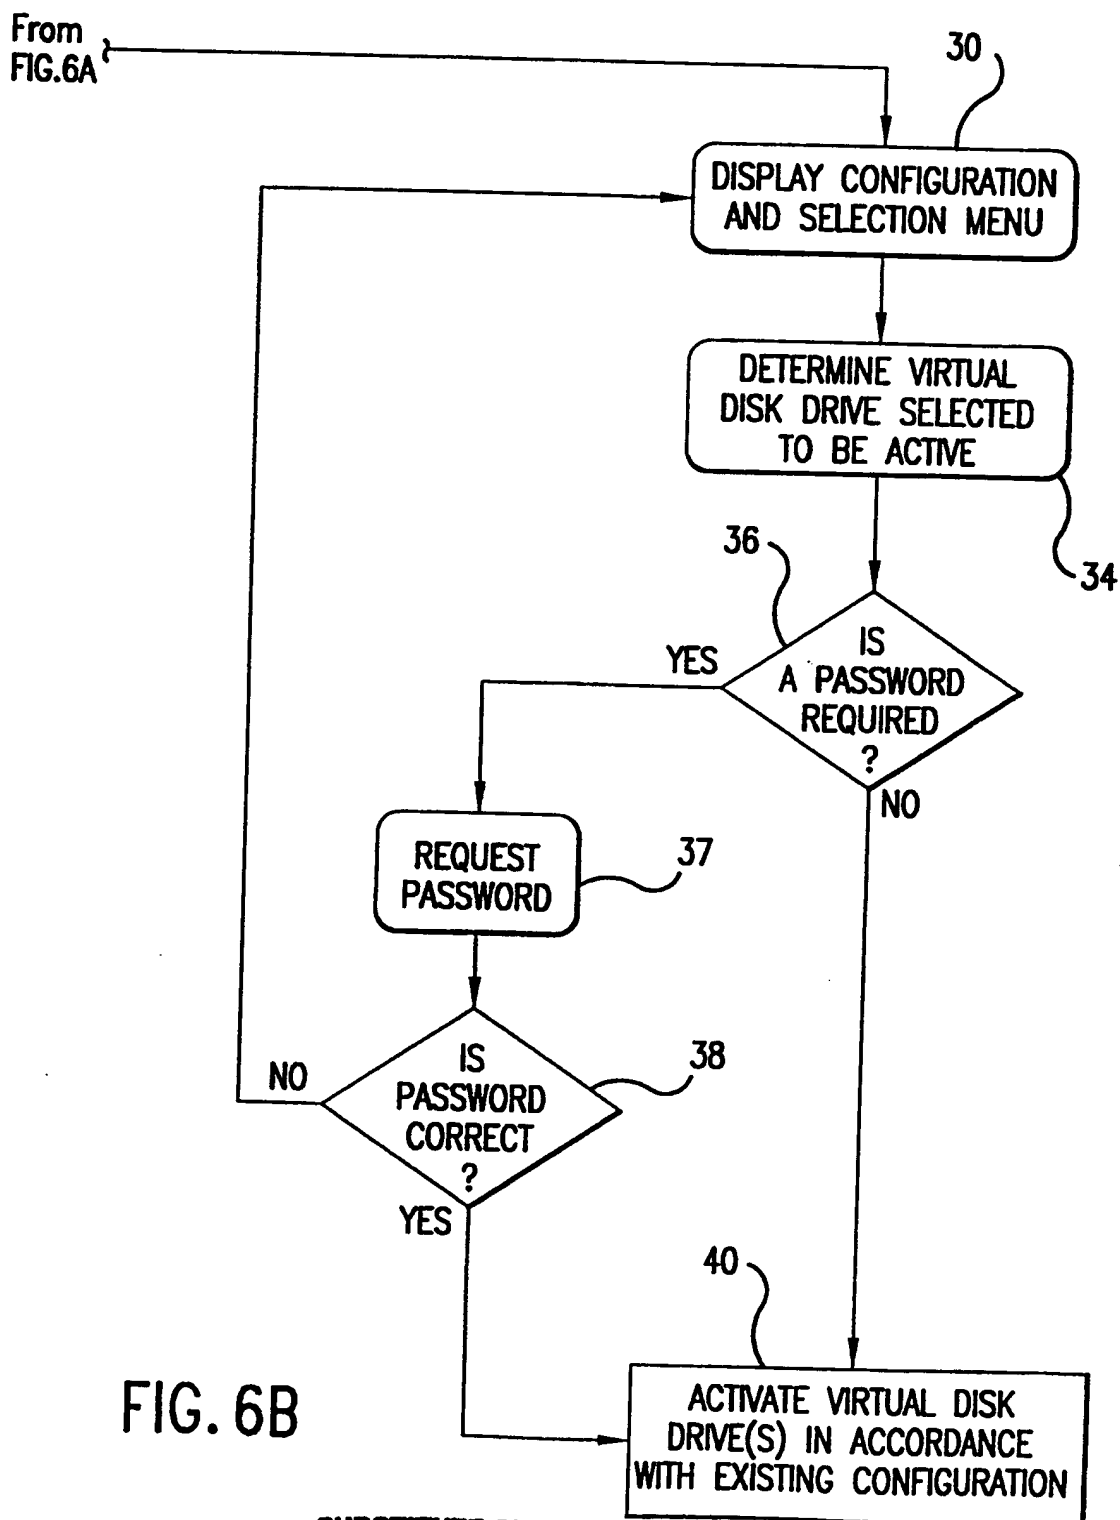 From
FIG.6A
30
DISPLAY CONFIGURATION
AND SELECTION MENU
DETERMINE VIRTUAL
DISK DRIVE SELECTED
TO BE ACTIVE
34
36
IS
A PASSWORD
REQUIRED
?
YES
NO
REQUEST
PASSWORD
37
IS
PASSWORD
CORRECT
?
38
NO
YES
40
ACTIVATE VIRTUAL DISK
DRIVE(S) IN ACCORDANCE
WITH EXISTING CONFIGURATION
FIG. 6B